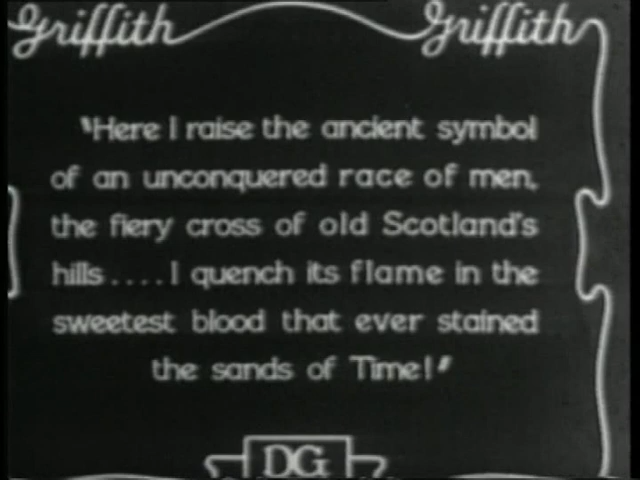 Griffith Griffith
"Here I raise the ancient symbol
of an unconquered race of men,
the fiery cross of old Scotland's
hills....I quench its flame in the
sweetest blood that ever stained
the sands of Time!"
DG